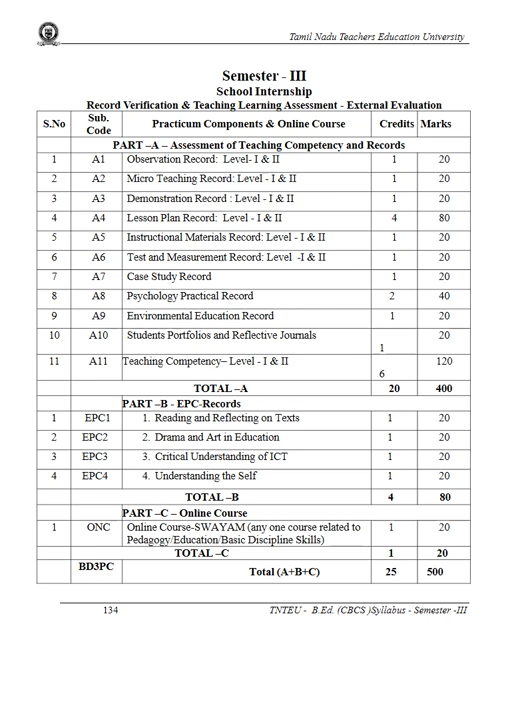 Tamil Nadu Teachers Education University
Semester - III
School Internship
Record Verification & Teaching Learning Assessment - External Evaluation
S.No Sub. Code Practicum Components & Online Course Credits Marks
PART –A – Assessment of Teaching Competency and Records
1 A1 Observation Record: Level- I & II 1 20
2 A2 Micro Teaching Record: Level - I & II 1 20
3 A3 Demonstration Record : Level - I & II 1 20
4 A4 Lesson Plan Record: Level - I & II 4 80
5 A5 Instructional Materials Record: Level - I & II 1 20
6 A6 Test and Measurement Record: Level -I & II 1 20
7 A7 Case Study Record 1 20
8 A8 Psychology Practical Record 2 40
9 A9 Environmental Education Record 1 20
10 A10 Students Portfolios and Reflective Journals 1 20
11 A11 Teaching Competency– Level - I & II 6 120
TOTAL –A 20 400
PART –B - EPC-Records
1 EPC1 1. Reading and Reflecting on Texts 1 20
2 EPC2 2. Drama and Art in Education 1 20
3 EPC3 3. Critical Understanding of ICT 1 20
4 EPC4 4. Understanding the Self 1 20
TOTAL –B 4 80
PART –C – Online Course
1 ONC Online Course-SWAYAM (any one course related to 1 20
Pedagogy/Education/Basic Discipline Skills)
TOTAL –C 1 20
BD3PC Total (A+B+C) 25 500
134 TNTEU - B.Ed. (CBCS )Syllabus - Semester -III